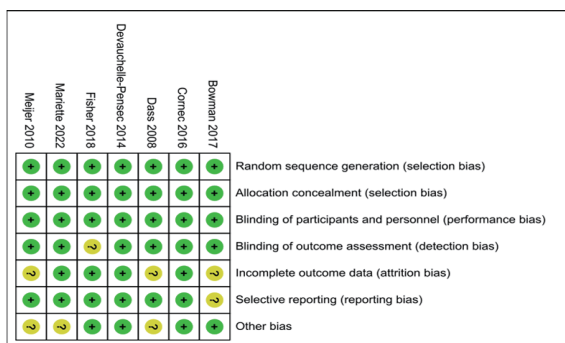 Meijer 2010
Mariette 2022
Fisher 2018
Devauchelle-Pensec 2014
Dass 2008
Cornec 2016
Bowman 2017
+ + + + + + + Random sequence generation (selection bias)
+ + + + + + + Allocation concealment (selection bias)
+ + + + + + + Blinding of participants and personnel (performance bias)
+ + ? + + + + Blinding of outcome assessment (detection bias)
? + + + ? + ? Incomplete outcome data (attrition bias)
+ + + + + + ? Selective reporting (reporting bias)
? ? + + ? + + Other bias